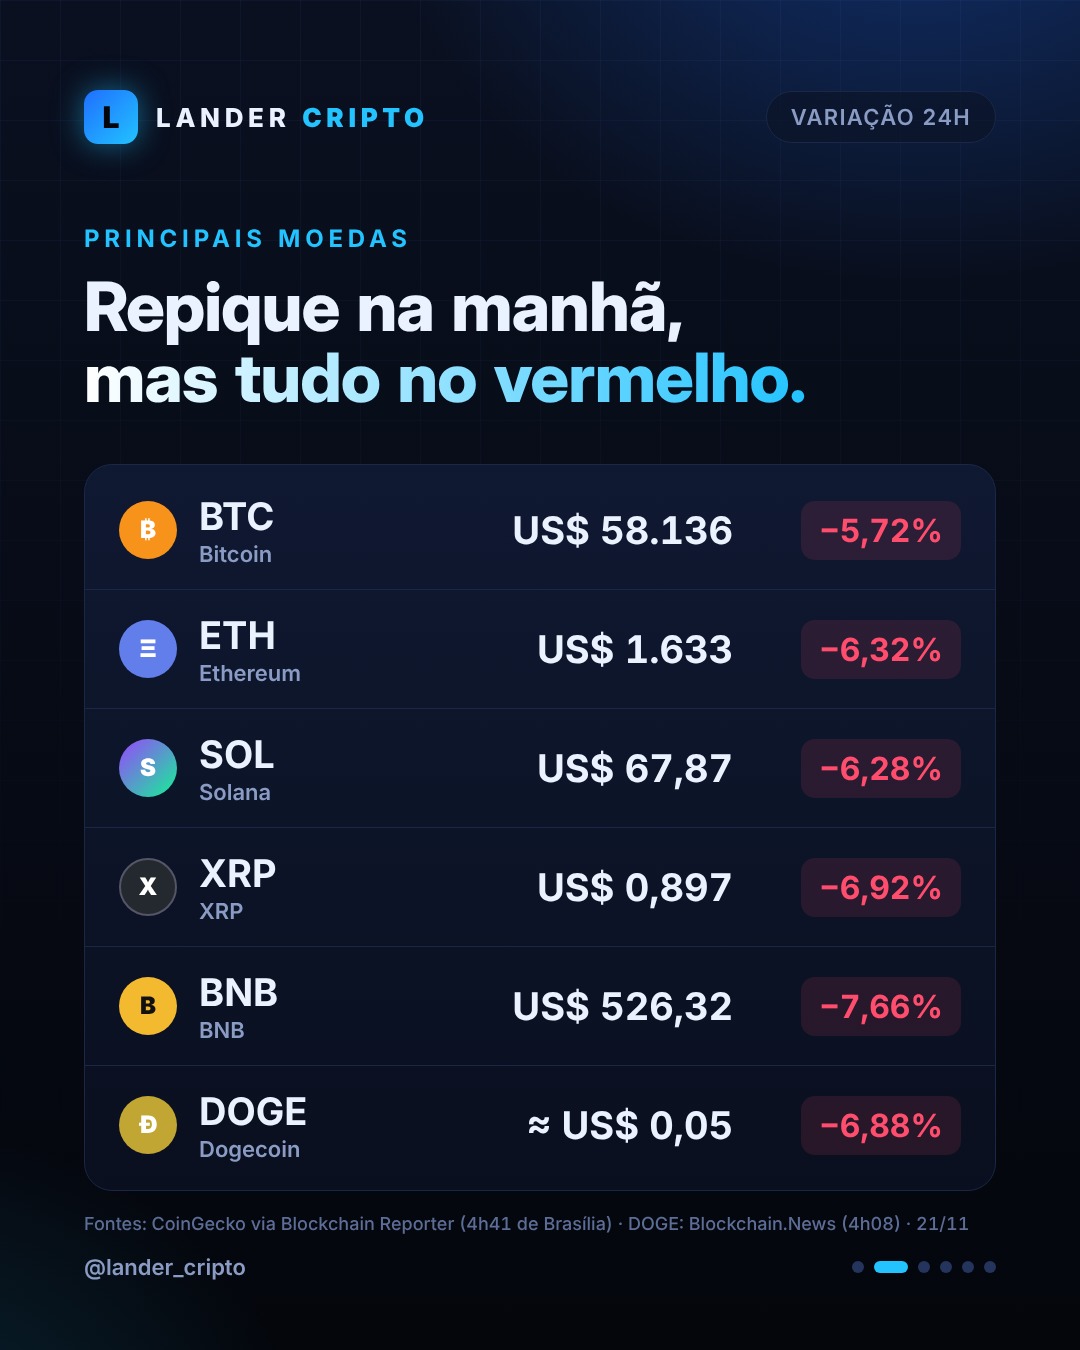 L LANDER CRIPTO
VARIAÇÃO 24H
PRINCIPAIS MOEDAS
Repique na manhã,
mas tudo no vermelho.
₿ BTC US$ 58.136 −5,72%
Bitcoin
Ξ ETH US$ 1.633 −6,32%
Ethereum
S SOL US$ 67,87 −6,28%
Solana
X XRP US$ 0,897 −6,92%
XRP
B BNB US$ 526,32 −7,66%
BNB
Ð DOGE ≈ US$ 0,05 −6,88%
Dogecoin
Fontes: CoinGecko via Blockchain Reporter (4h41 de Brasília) · DOGE: Blockchain.News (4h08) · 21/11
@lander_cripto